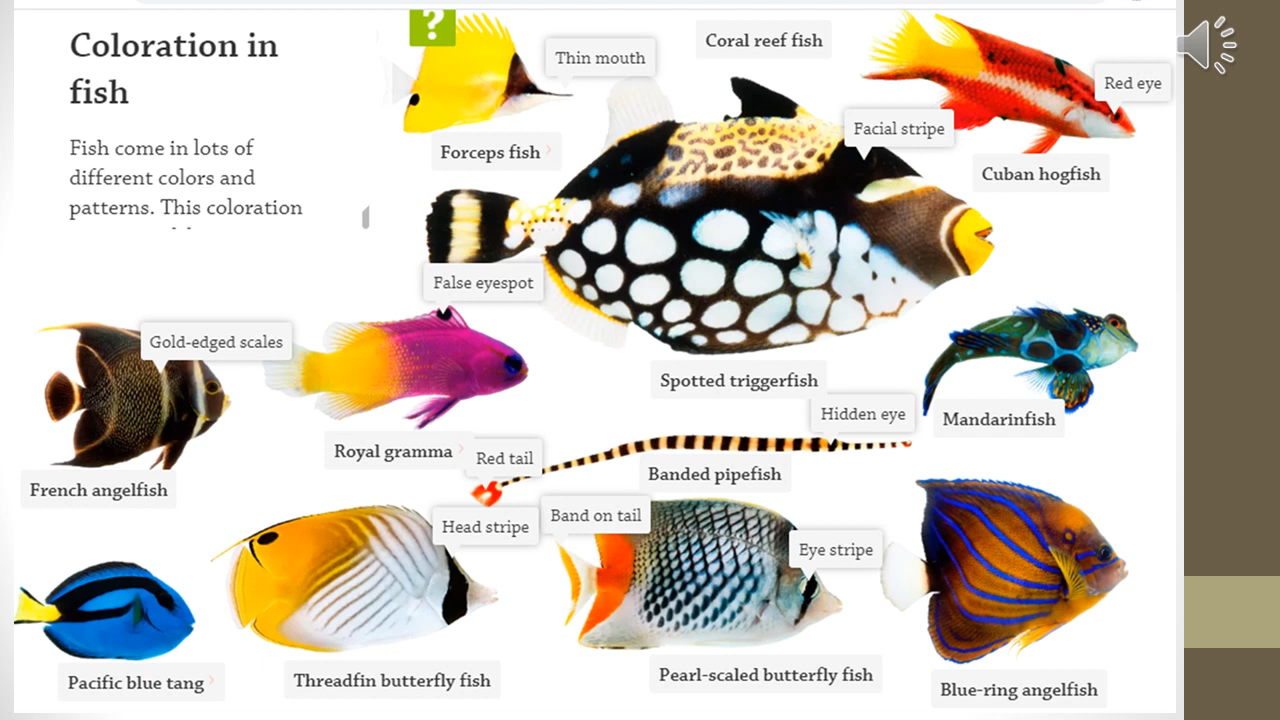 Coloration in
fish
Fish come in lots of
different colors and
patterns. This coloration
?
Thin mouth
Coral reef fish
Red eye
Facial stripe
Forceps fish
Cuban hogfish
False eyespot
Gold-edged scales
Spotted triggerfish
Hidden eye
Mandarinfish
Royal gramma
Red tail
Banded pipefish
French angelfish
Head stripe
Band on tail
Eye stripe
Pacific blue tang
Threadfin butterfly fish
Pearl-scaled butterfly fish
Blue-ring angelfish